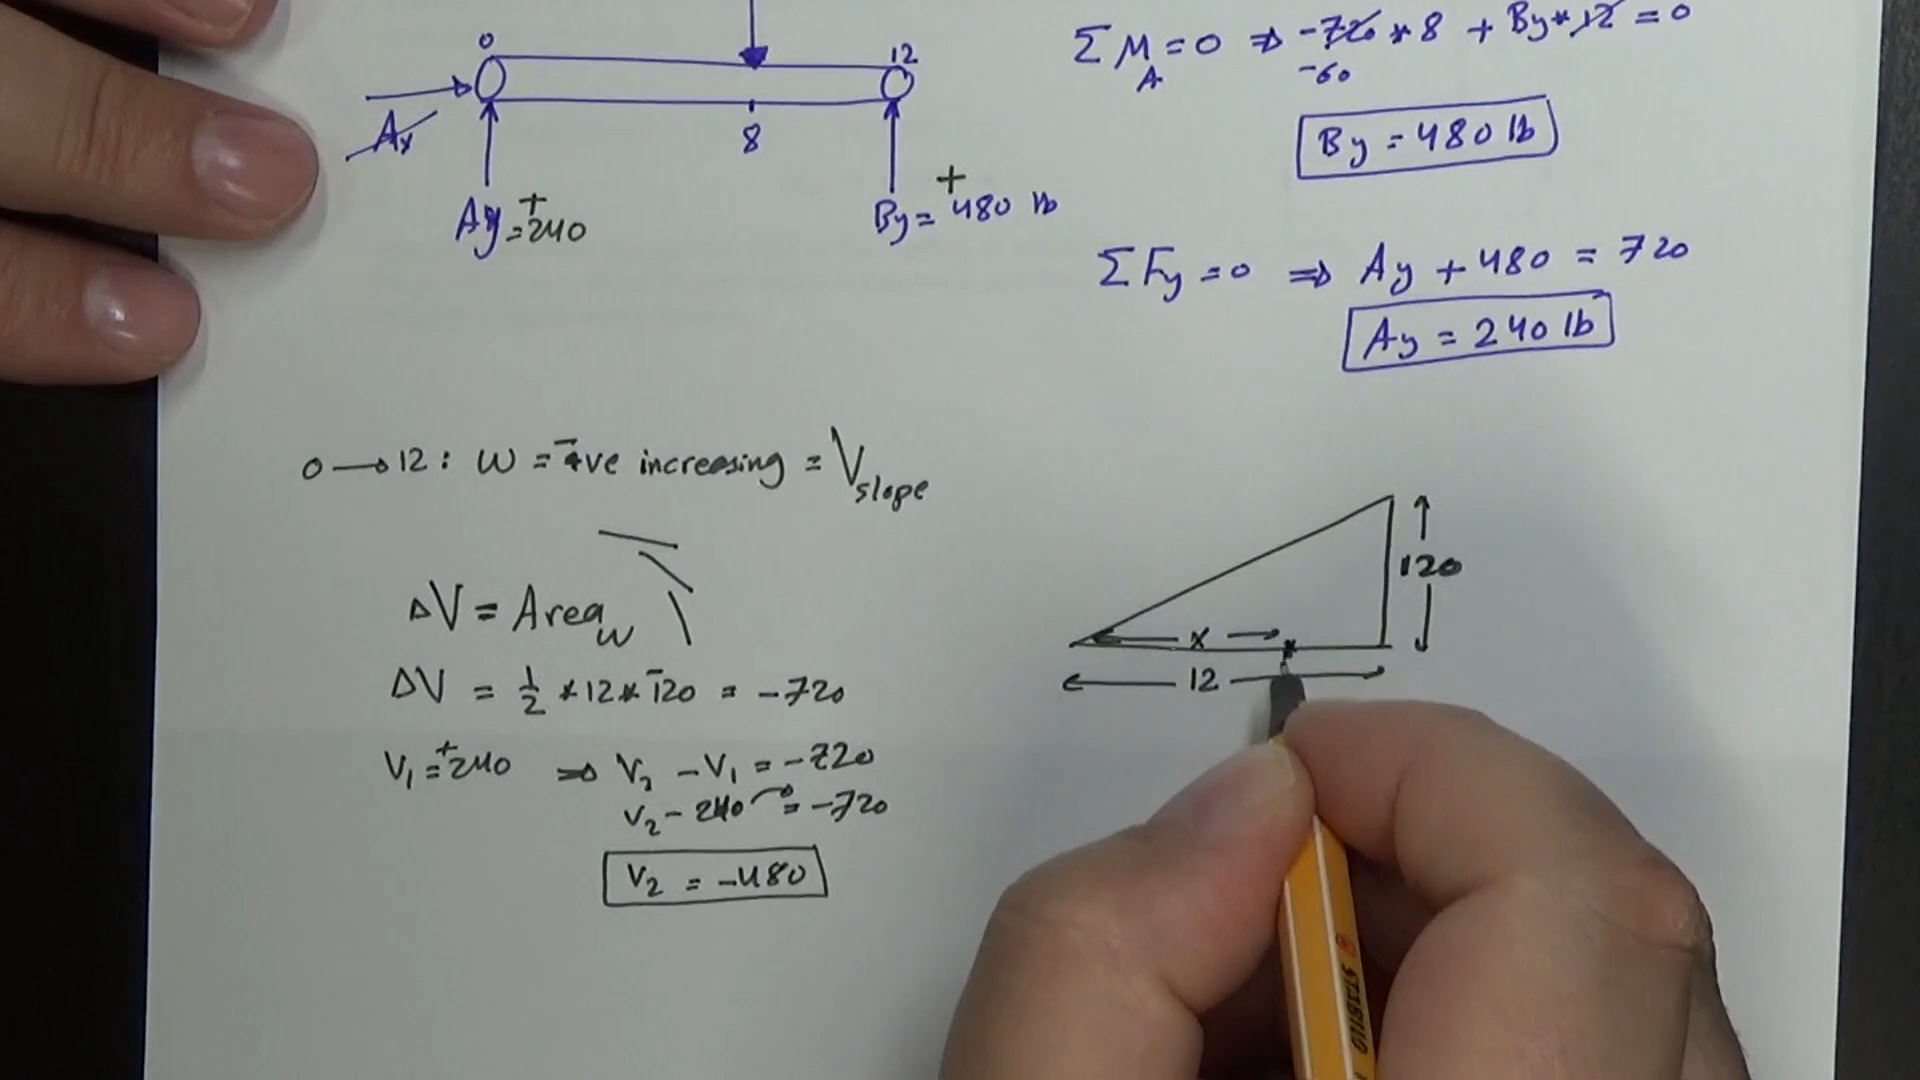 0
12
8
Ax
Ay = +240
By = +480 lb
ΣM_A = 0 ⇒ -720 * 8 + By * 12 = 0
-60
By = 480 lb
ΣFy = 0 ⇒ Ay + 480 = 720
Ay = 240 lb
0 → 12 : w = -ve increasing = V slope
ΔV = Area w
ΔV = 1/2 * 12 * -120 = -720
V1 = +240 ⇒ V2 - V1 = -720
V2 - 240 = -720
V2 = -480
120
x
12
STABILO